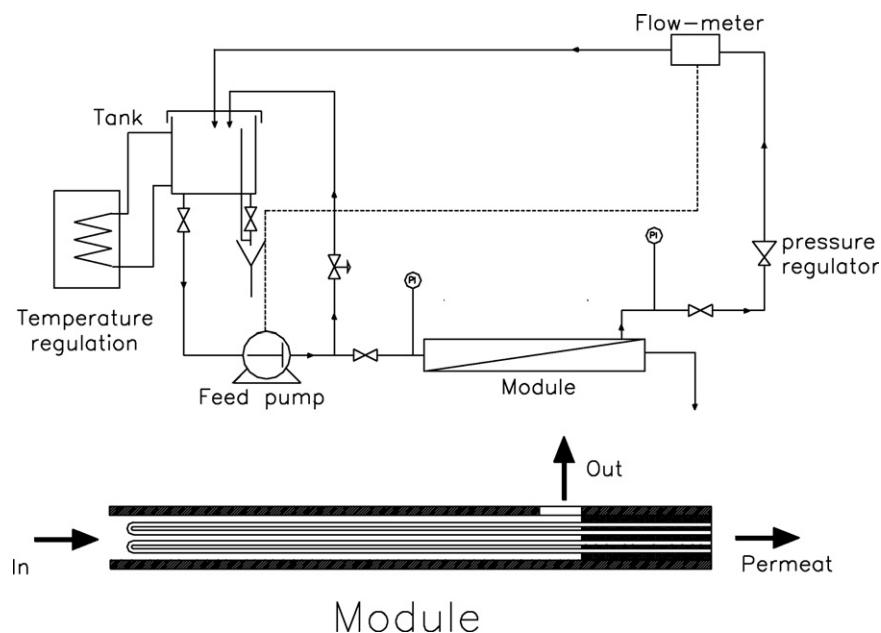 Flow-meter
Tank
PI
pressure
regulator
PI
Temperature
regulation
Feed pump
Module
Out
In
Permeat
Module